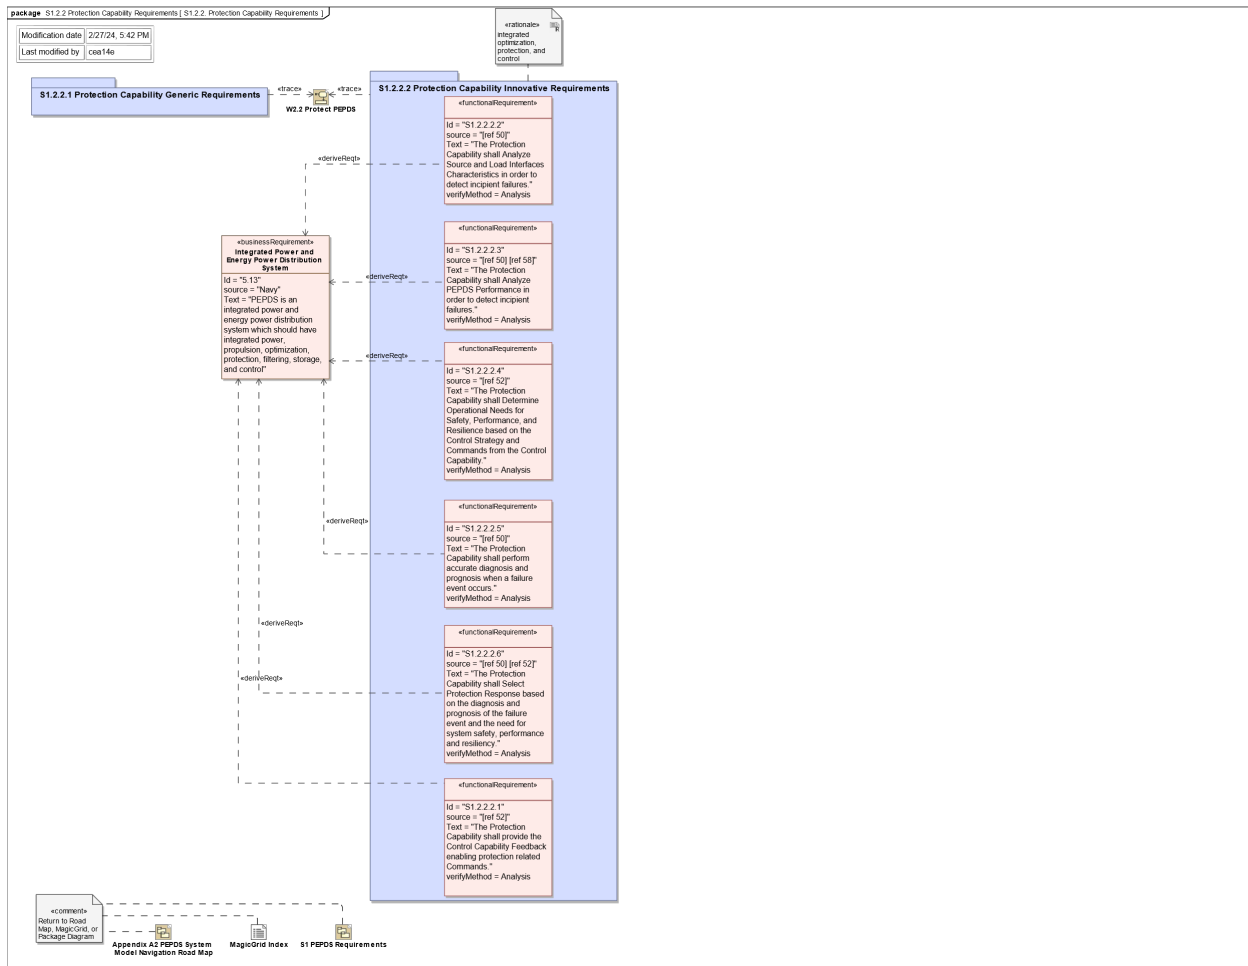 package S1.2.2 Protection Capability Requirements [ S1.2.2. Protection Capability Requirements ]
Modification date 2/27/24, 5:42 PM
Last modified by cea14e
«rationale»
integrated
optimization,
protection, and
control
S1.2.2.1 Protection Capability Generic Requirements
«trace»
«trace»
W2.2 Protect PEPDS
S1.2.2.2 Protection Capability Innovative Requirements
«functionalRequirement»
Id = "S1.2.2.2.2"
source = "[ref 50]"
Text = "The Protection
Capability shall Analyze
Source and Load Interfaces
Characteristics in order to
detect incipient failures."
verifyMethod = Analysis
«deriveReqt»
«businessRequirement»
Integrated Power and
Energy Power Distribution
System
Id = "5.13"
source = "Navy"
Text = "PEPDS is an
integrated power and
energy power distribution
system which should have
integrated power,
propulsion, optimization,
protection, filtering, storage,
and control"
«functionalRequirement»
Id = "S1.2.2.2.3"
source = "[ref 50] [ref 58]"
Text = "The Protection
Capability shall Analyze
PEPDS Performance in
order to detect incipient
failures."
verifyMethod = Analysis
«deriveReqt»
«functionalRequirement»
Id = "S1.2.2.2.4"
source = "[ref 52]"
Text = "The Protection
Capability shall Determine
Operational Needs for
Safety, Performance, and
Resilience based on the
Control Strategy and
Commands from the Control
Capability."
verifyMethod = Analysis
«deriveReqt»
«functionalRequirement»
Id = "S1.2.2.2.5"
source = "[ref 50]"
Text = "The Protection
Capability shall perform
accurate diagnosis and
prognosis when a failure
event occurs."
verifyMethod = Analysis
«deriveReqt»
«functionalRequirement»
Id = "S1.2.2.2.6"
source = "[ref 50] [ref 52]"
Text = "The Protection
Capability shall Select
Protection Response based
on the diagnosis and
prognosis of the failure
event and the need for
system safety, performance
and resiliency."
verifyMethod = Analysis
«deriveReqt»
«deriveReqt»
«functionalRequirement»
Id = "S1.2.2.2.1"
source = "[ref 52]"
Text = "The Protection
Capability shall provide the
Control Capability Feedback
enabling protection related
Commands."
verifyMethod = Analysis
«comment»
Return to Road
Map, MagicGrid, or
Package Diagram
Appendix A2 PEPDS System
Model Navigation Road Map
MagicGrid Index
S1 PEPDS Requirements